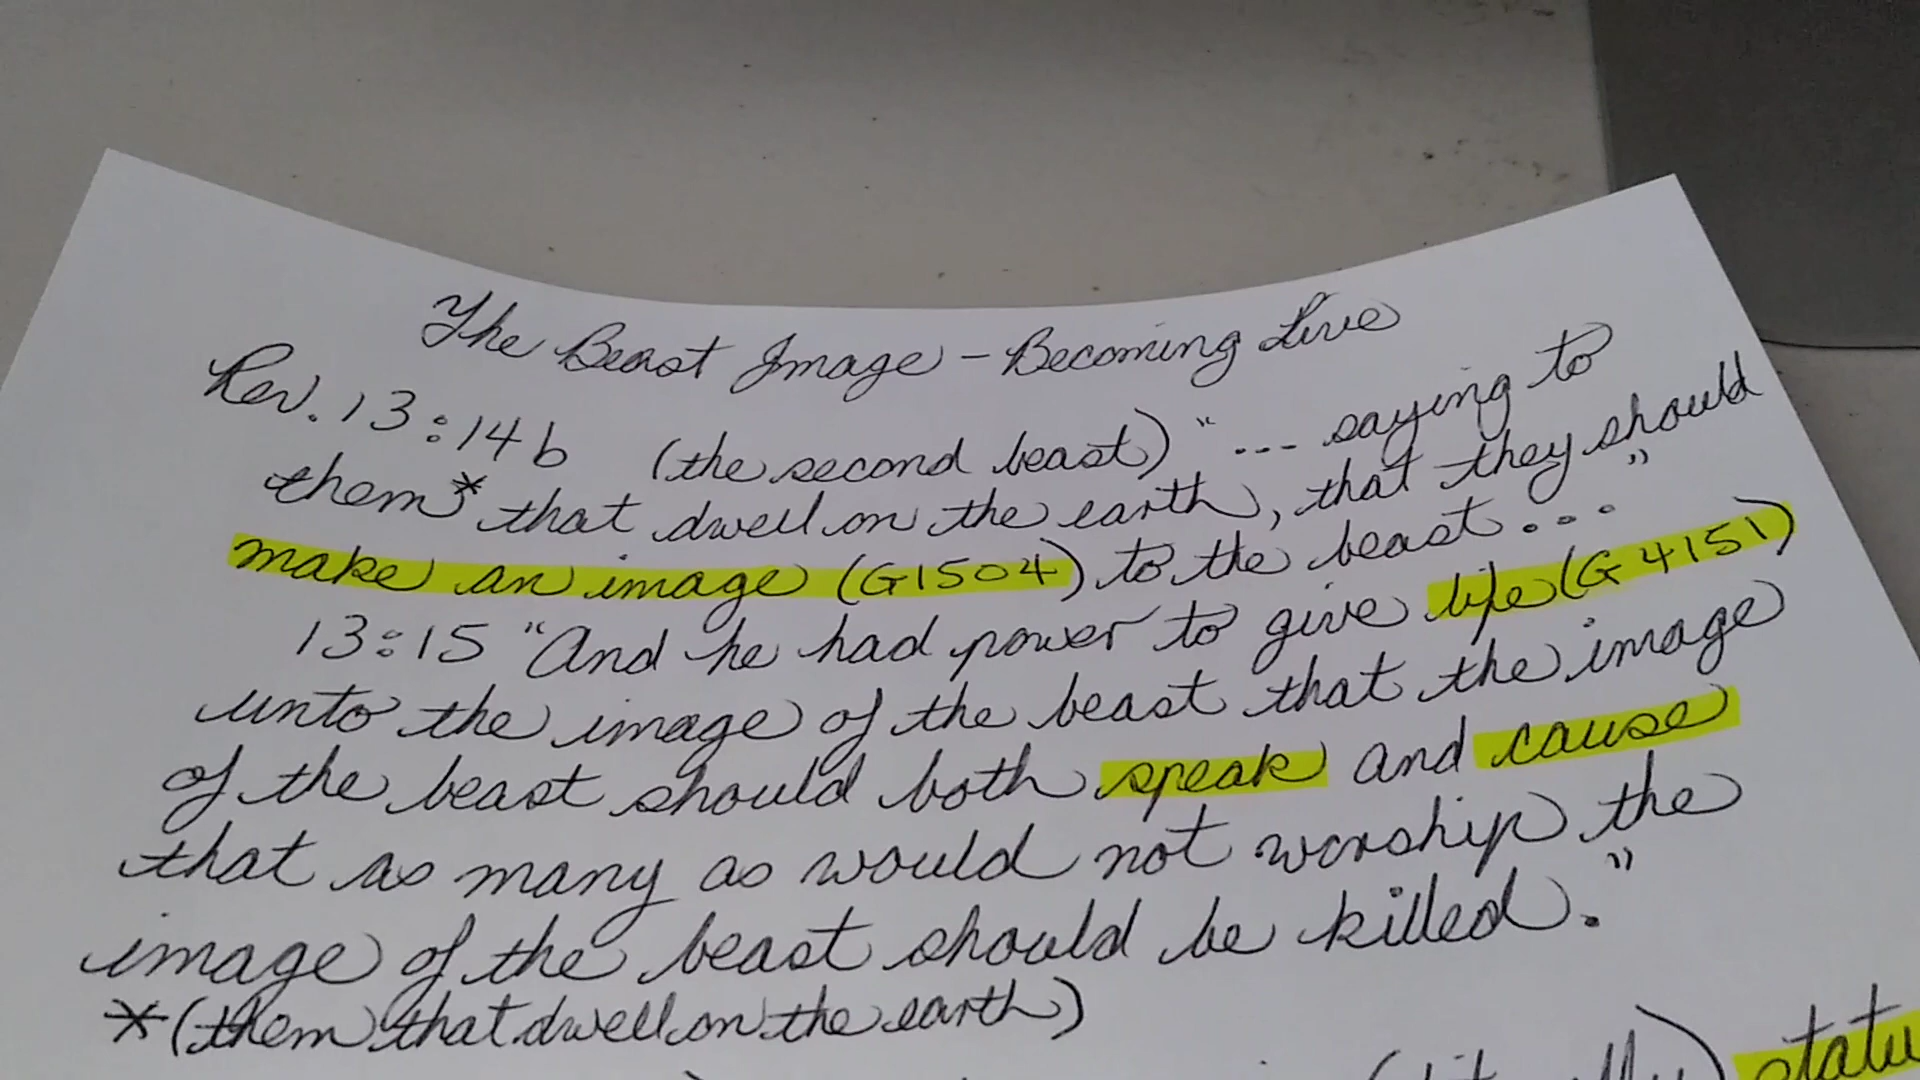 The Beast Image - Becoming Live
Rev. 13:14b (the second beast) "... saying to
them* that dwell on the earth, that they should
make an image (G1504) to the beast..."
13:15 "And he had power to give life (G4151)
unto the image of the beast that the image
of the beast should both speak and cause
that as many as would not worship the
image of the beast should be killed."
*(them that dwell on the earth)